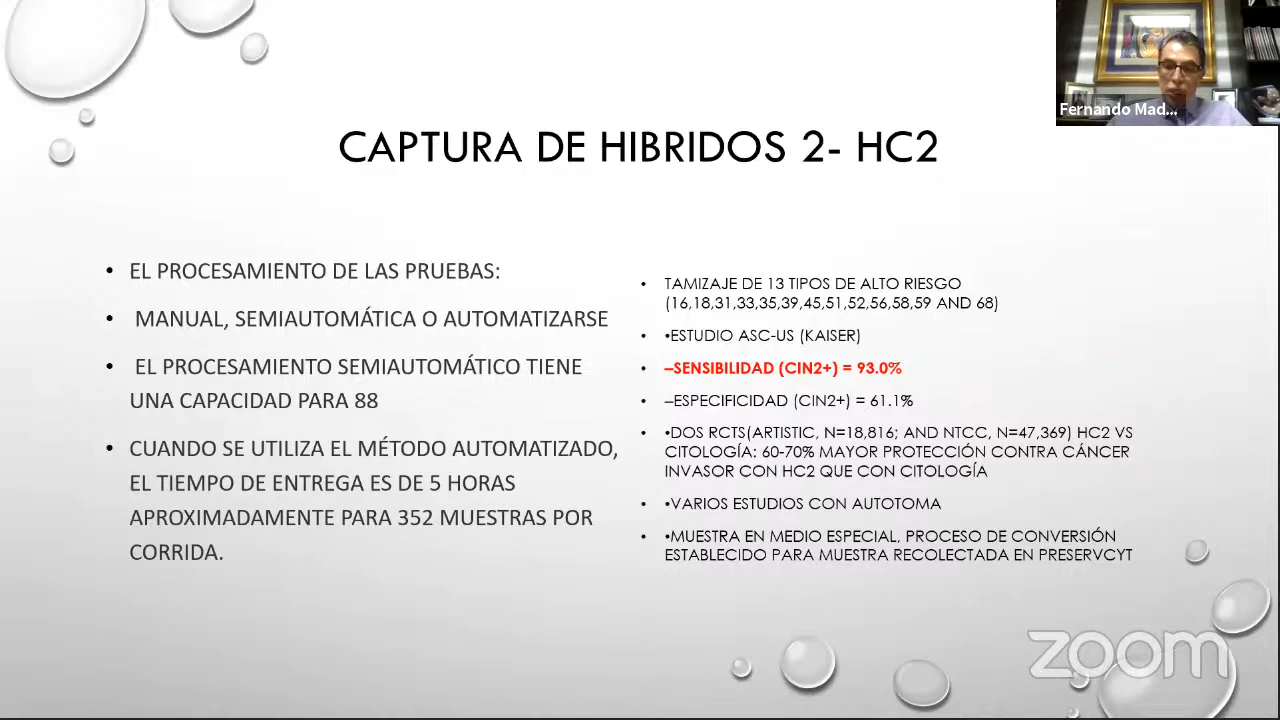 Fernando Mad...
CAPTURA DE HIBRIDOS 2- HC2
• EL PROCESAMIENTO DE LAS PRUEBAS:
• MANUAL, SEMIAUTOMÁTICA O AUTOMATIZARSE
• EL PROCESAMIENTO SEMIAUTOMÁTICO TIENE
UNA CAPACIDAD PARA 88
• CUANDO SE UTILIZA EL MÉTODO AUTOMATIZADO,
EL TIEMPO DE ENTREGA ES DE 5 HORAS
APROXIMADAMENTE PARA 352 MUESTRAS POR
CORRIDA.
• TAMIZAJE DE 13 TIPOS DE ALTO RIESGO
(16,18,31,33,35,39,45,51,52,56,58,59 AND 68)
• •ESTUDIO ASC-US (KAISER)
• –SENSIBILIDAD (CIN2+) = 93.0%
• –ESPECIFICIDAD (CIN2+) = 61.1%
• •DOS RCTS(ARTISTIC, N=18,816; AND NTCC, N=47,369) HC2 VS
CITOLOGÍA: 60-70% MAYOR PROTECCIÓN CONTRA CÁNCER
INVASOR CON HC2 QUE CON CITOLOGÍA
• •VARIOS ESTUDIOS CON AUTOTOMA
• •MUESTRA EN MEDIO ESPECIAL, PROCESO DE CONVERSIÓN
ESTABLECIDO PARA MUESTRA RECOLECTADA EN PRESERVCYT
zoom